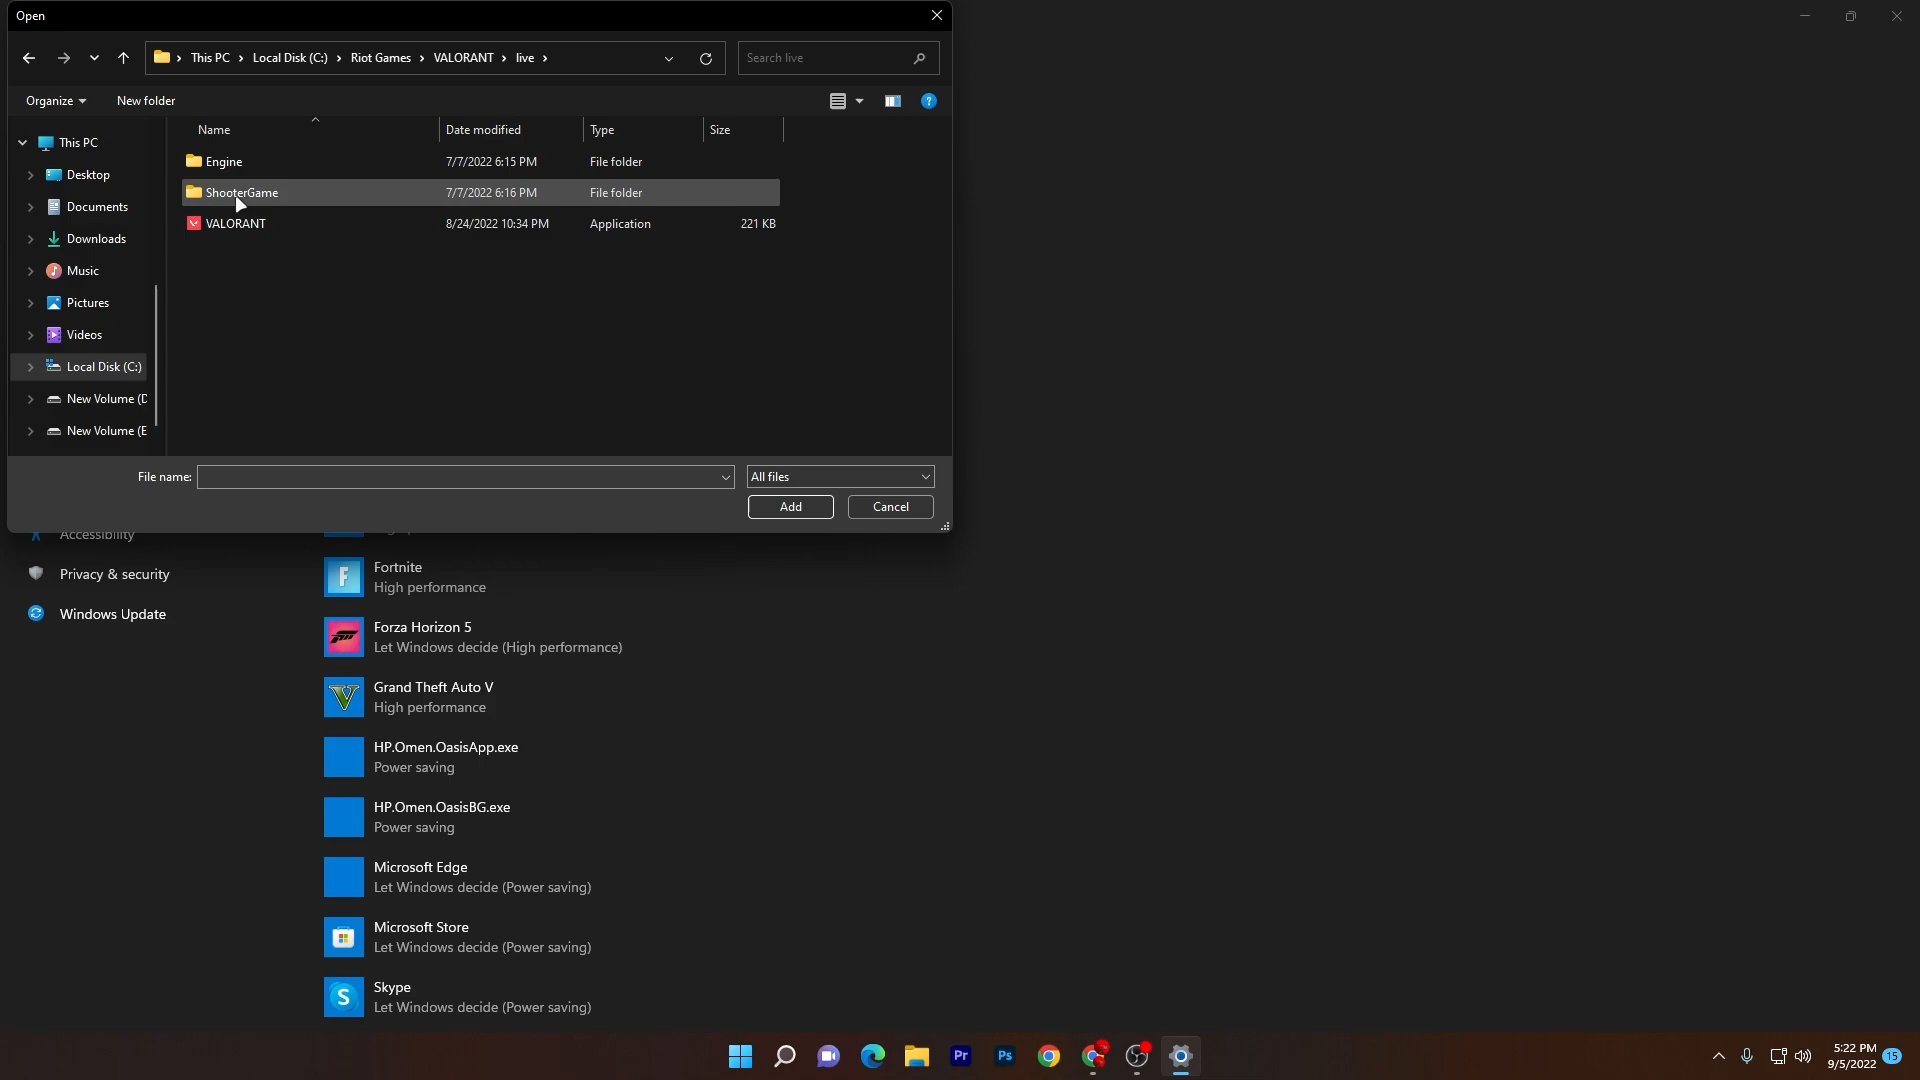 Open
This PC
Local Disk (C:)
Riot Games
VALORANT
live
Search live
Organize
New folder
Name
Date modified
Type
Size
This PC
Desktop
Documents
Downloads
Music
Pictures
Videos
Local Disk (C:)
New Volume (D
New Volume (E
Engine
7/7/2022 6:15 PM
File folder
ShooterGame
7/7/2022 6:16 PM
File folder
VALORANT
8/24/2022 10:34 PM
Application
221 KB
File name:
All files
Add
Cancel
Accessibility
Privacy & security
Windows Update
Fortnite
High performance
Forza Horizon 5
Let Windows decide (High performance)
Grand Theft Auto V
High performance
HP.Omen.OasisApp.exe
Power saving
HP.Omen.OasisBG.exe
Power saving
Microsoft Edge
Let Windows decide (Power saving)
Microsoft Store
Let Windows decide (Power saving)
Skype
Let Windows decide (Power saving)
Pr
Ps
5:22 PM
9/5/2022
15